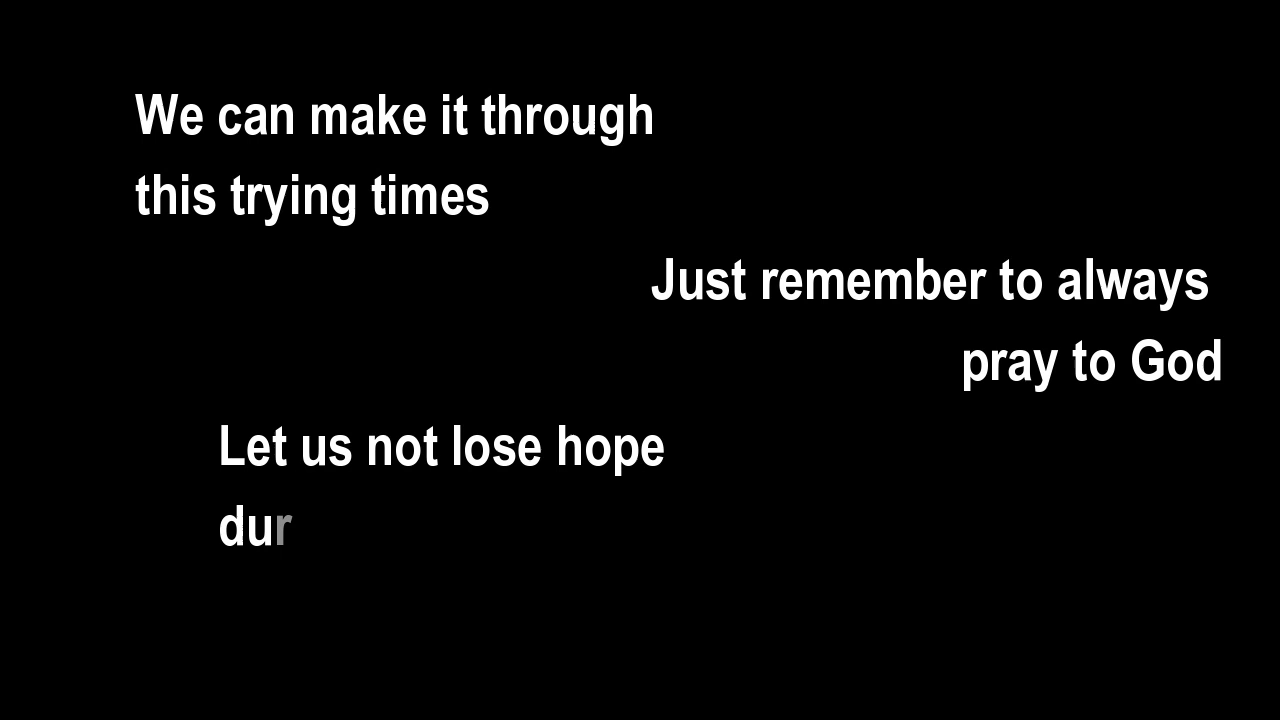 We can make it through
this trying times
Just remember to always
pray to God
Let us not lose hope
dur